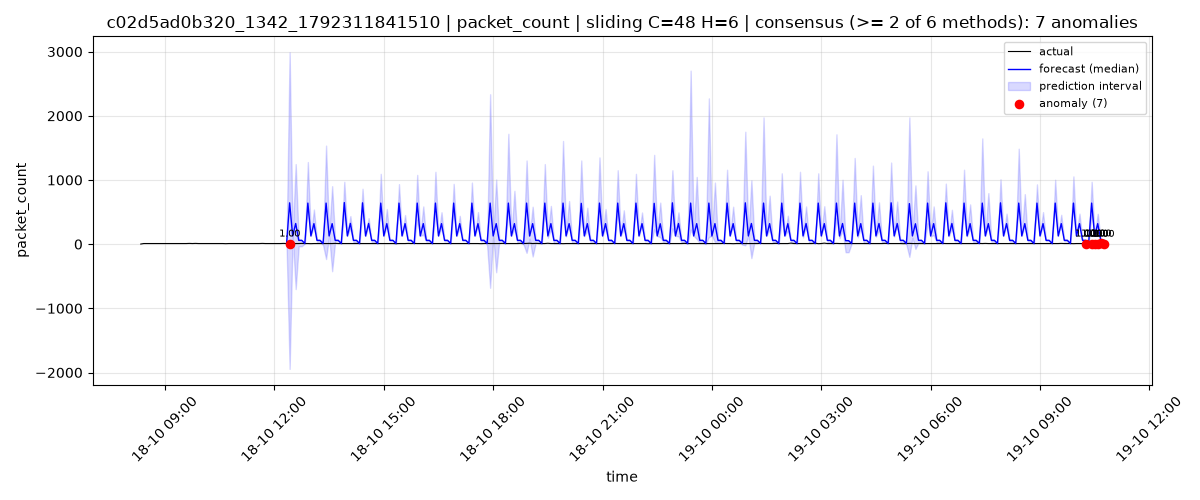 c02d5ad0b320_1342_1792311841510 | packet_count | sliding C=48 H=6 | consensus (>= 2 of 6 methods): 7 anomalies
actual
forecast (median)
prediction interval
anomaly (7)
packet_count
3000
2000
1000
0
−1000
−2000
1.00
18-10 09:00
18-10 12:00
18-10 15:00
18-10 18:00
18-10 21:00
19-10 00:00
19-10 03:00
19-10 06:00
19-10 09:00
19-10 12:00
time